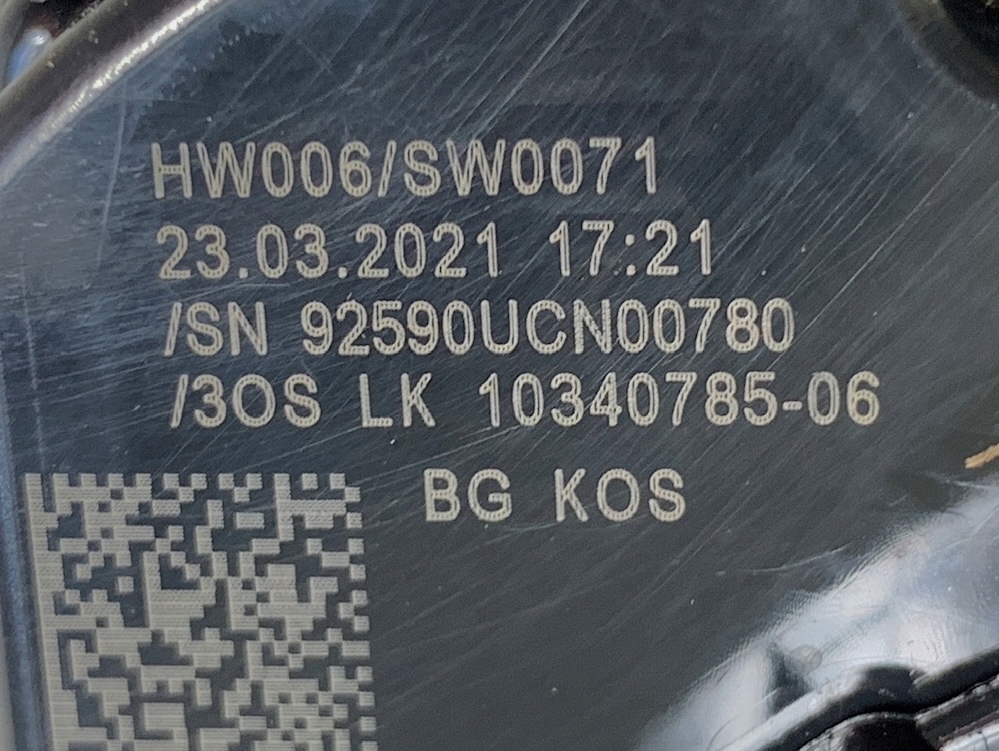 HW006/SW0071
23.03.2021 17:21
/SN 92590UCN00780
/3OS LK 10340785-06
BG KOS